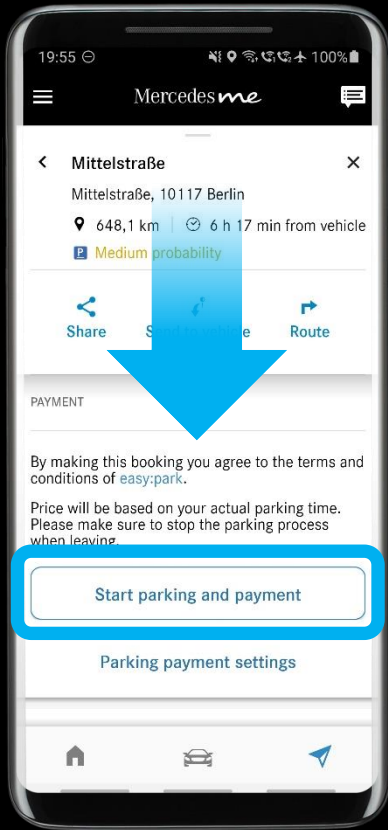 19:55 100%
Mercedes me
Mittelstraße
Mittelstraße, 10117 Berlin
648,1 km 6 h 17 min from vehicle
Medium probability
Share Send to vehicle Route
PAYMENT
By making this booking you agree to the terms and
conditions of easy:park.
Price will be based on your actual parking time.
Please make sure to stop the parking process
when leaving.
Start parking and payment
Parking payment settings